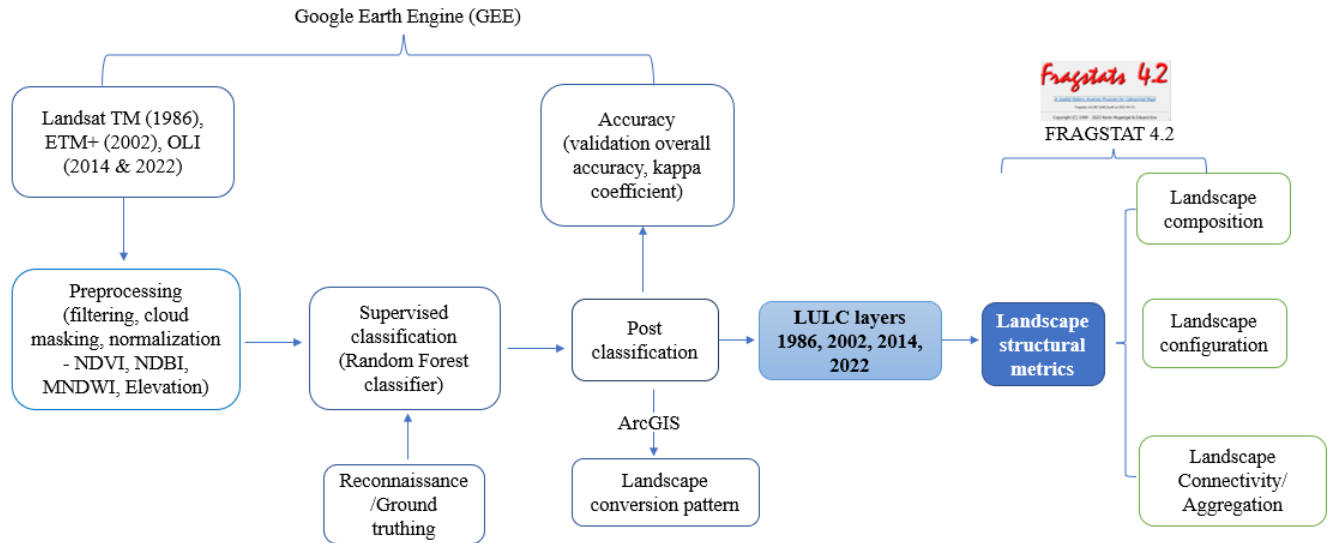 Google Earth Engine (GEE)
Landsat TM (1986),
ETM+ (2002), OLI
(2014 & 2022)
Accuracy
(validation overall
accuracy, kappa
coefficient)
Fragstats 4.2
FRAGSTAT 4.2
Landscape
composition
Preprocessing
(filtering, cloud
masking, normalization
- NDVI, NDBI,
MNDWI, Elevation)
Supervised
classification
(Random Forest
classifier)
Post
classification
LULC layers
1986, 2002, 2014,
2022
Landscape
structural
metrics
Landscape
configuration
ArcGIS
Reconnaissance
/Ground
truthing
Landscape
conversion pattern
Landscape
Connectivity/
Aggregation